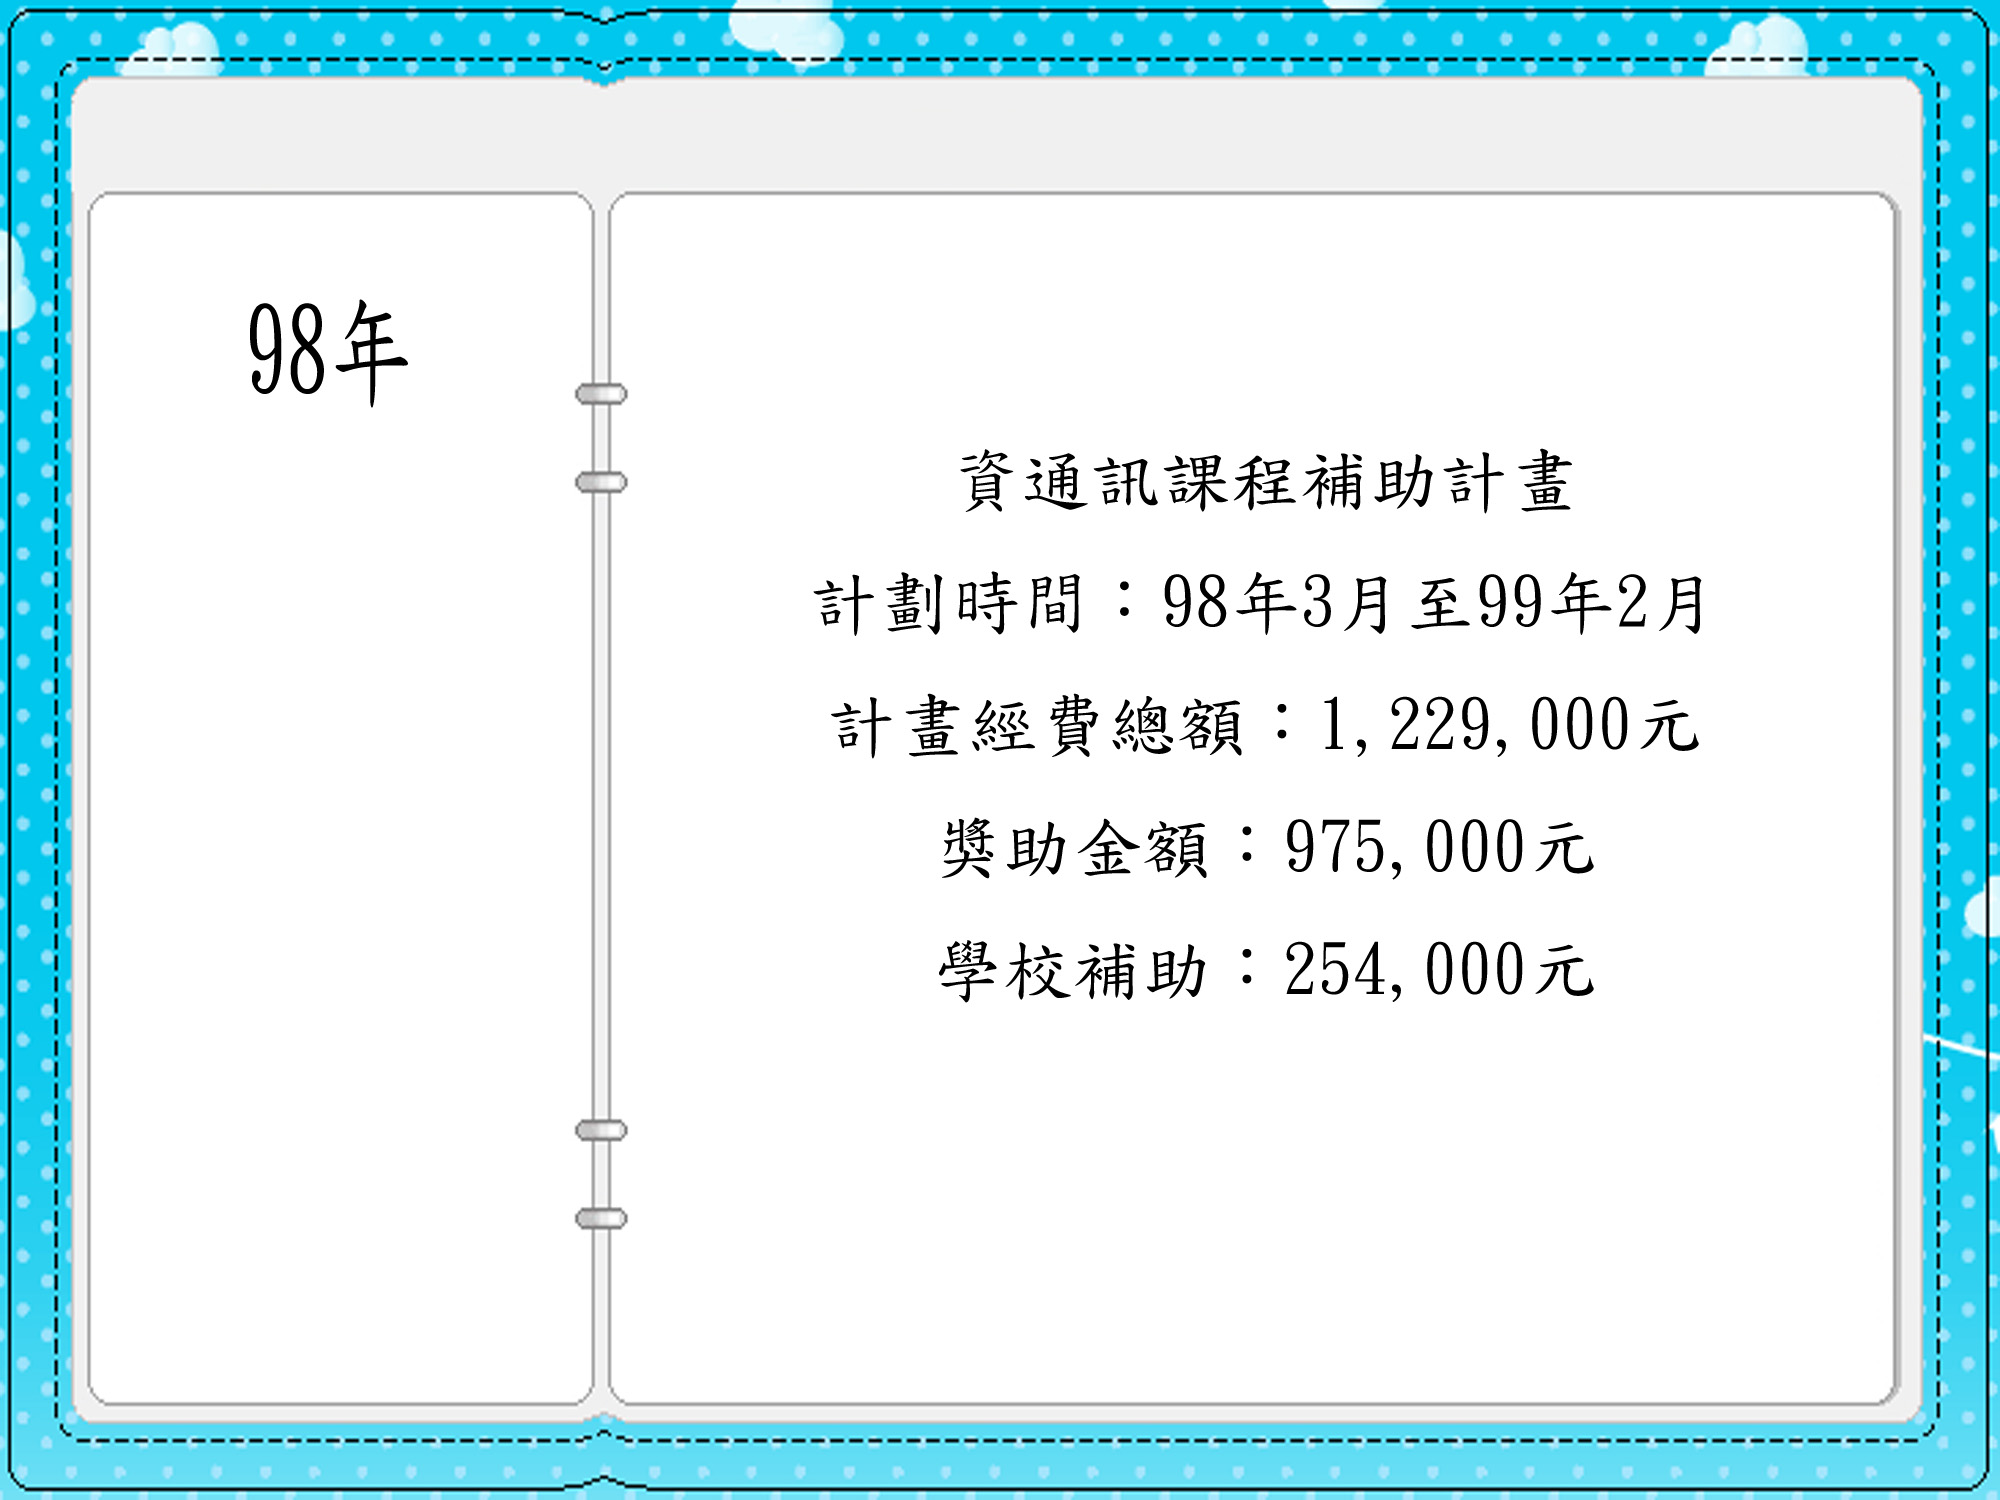 98年
資通訊課程補助計畫
計劃時間：98年3月至99年2月
計畫經費總額：1,229,000元
獎助金額：975,000元
學校補助：254,000元